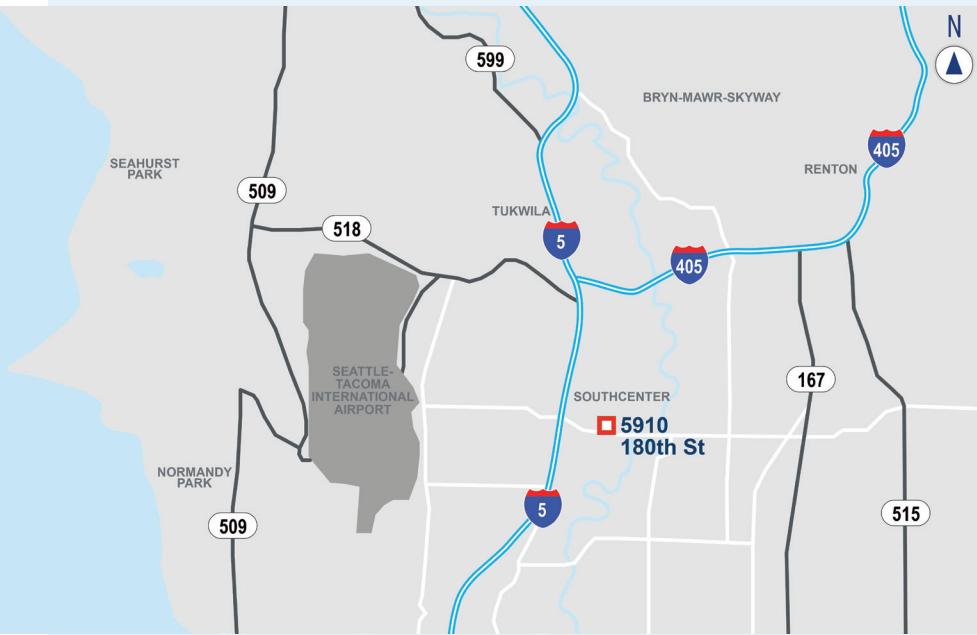 N
599
BRYN-MAWR-SKYWAY
405
SEAHURST
PARK
RENTON
509
TUKWILA
518
5
405
SEATTLE-
TACOMA
INTERNATIONAL
AIRPORT
167
SOUTHCENTER
5910
180th St
NORMANDY
PARK
5
509
515